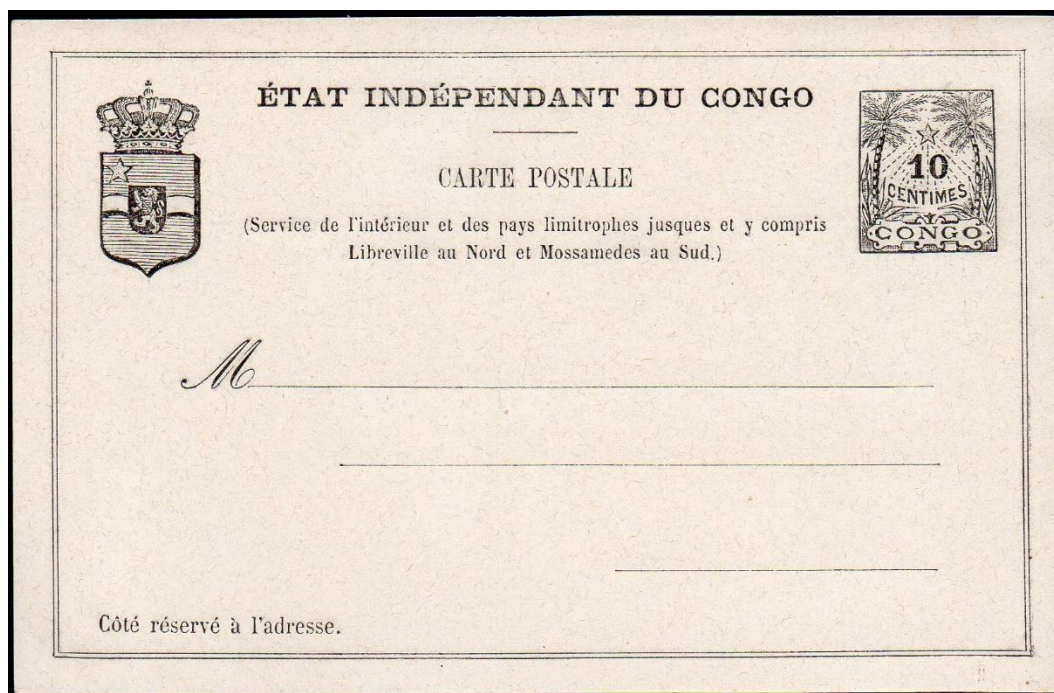 ÉTAT INDÉPENDANT DU CONGO
10
CENTIMES
CONGO
CARTE POSTALE
(Service de l'intérieur et des pays limitrophes jusques et y compris
Libreville au Nord et Mossamedes au Sud.)
M
Côté réservé à l'adresse.